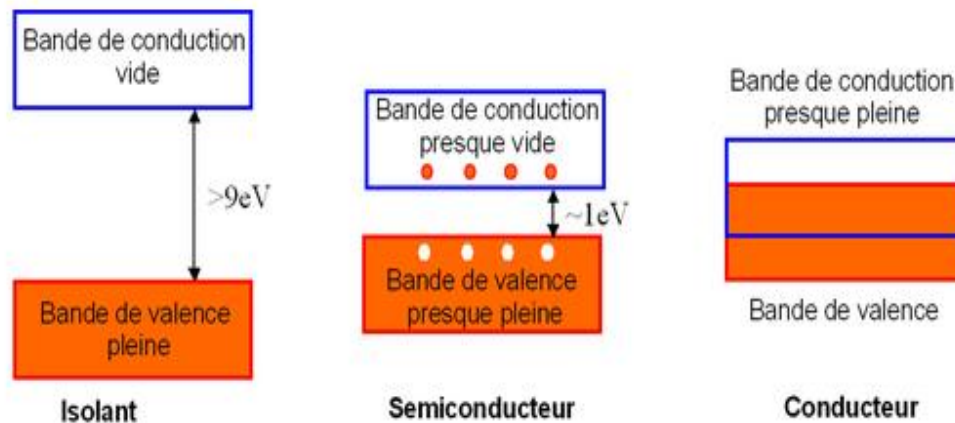 Bande de conduction
vide
>9eV
Bande de valence
pleine
Isolant
Bande de conduction
presque vide
~1eV
Bande de valence
presque pleine
Semiconducteur
Bande de conduction
presque pleine
Bande de valence
Conducteur